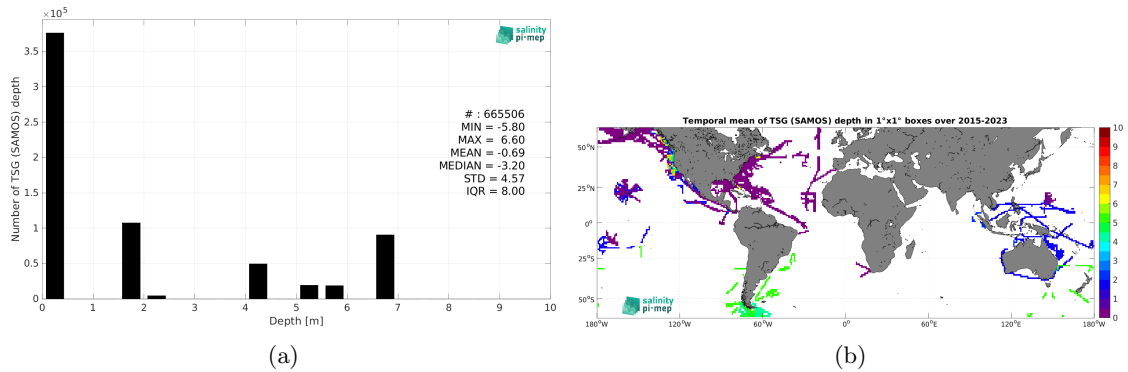 ×10⁵
3.5
3
2.5
2
1.5
1
0.5
0
Number of TSG (SAMOS) depth
salinity
pi-mep
# : 665506
MIN = -5.80
MAX = 6.60
MEAN = -0.69
MEDIAN = -3.20
STD = 4.57
IQR = 8.00
0 1 2 3 4 5 6 7 8 9 10
Depth [m]
(a)
Temporal mean of TSG (SAMOS) depth in 1°x1° boxes over 2015-2023
50°N
25°N
0°
25°S
50°S
salinity
pi-mep
180°W 120°W 60°W 0°E 60°E 120°E 180°W
10
9
8
7
6
5
4
3
2
1
0
(b)